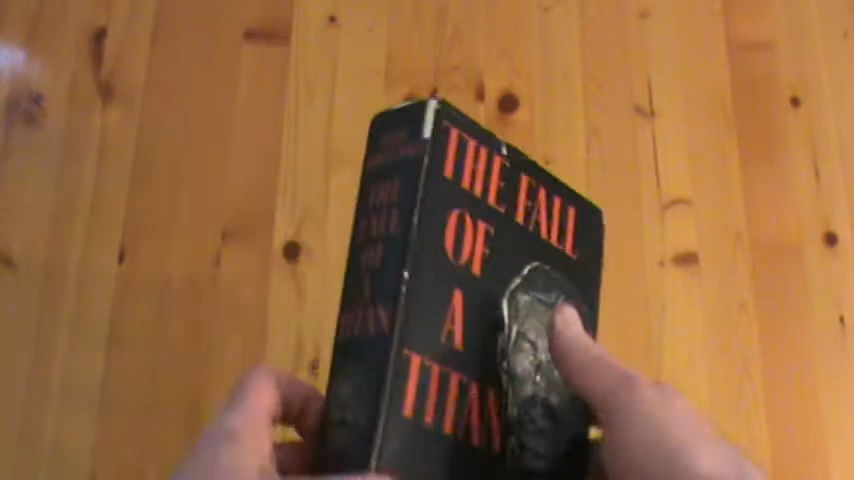 THE FALL
OF
A
TITAN
THE
FALL
OF
A
TITAN